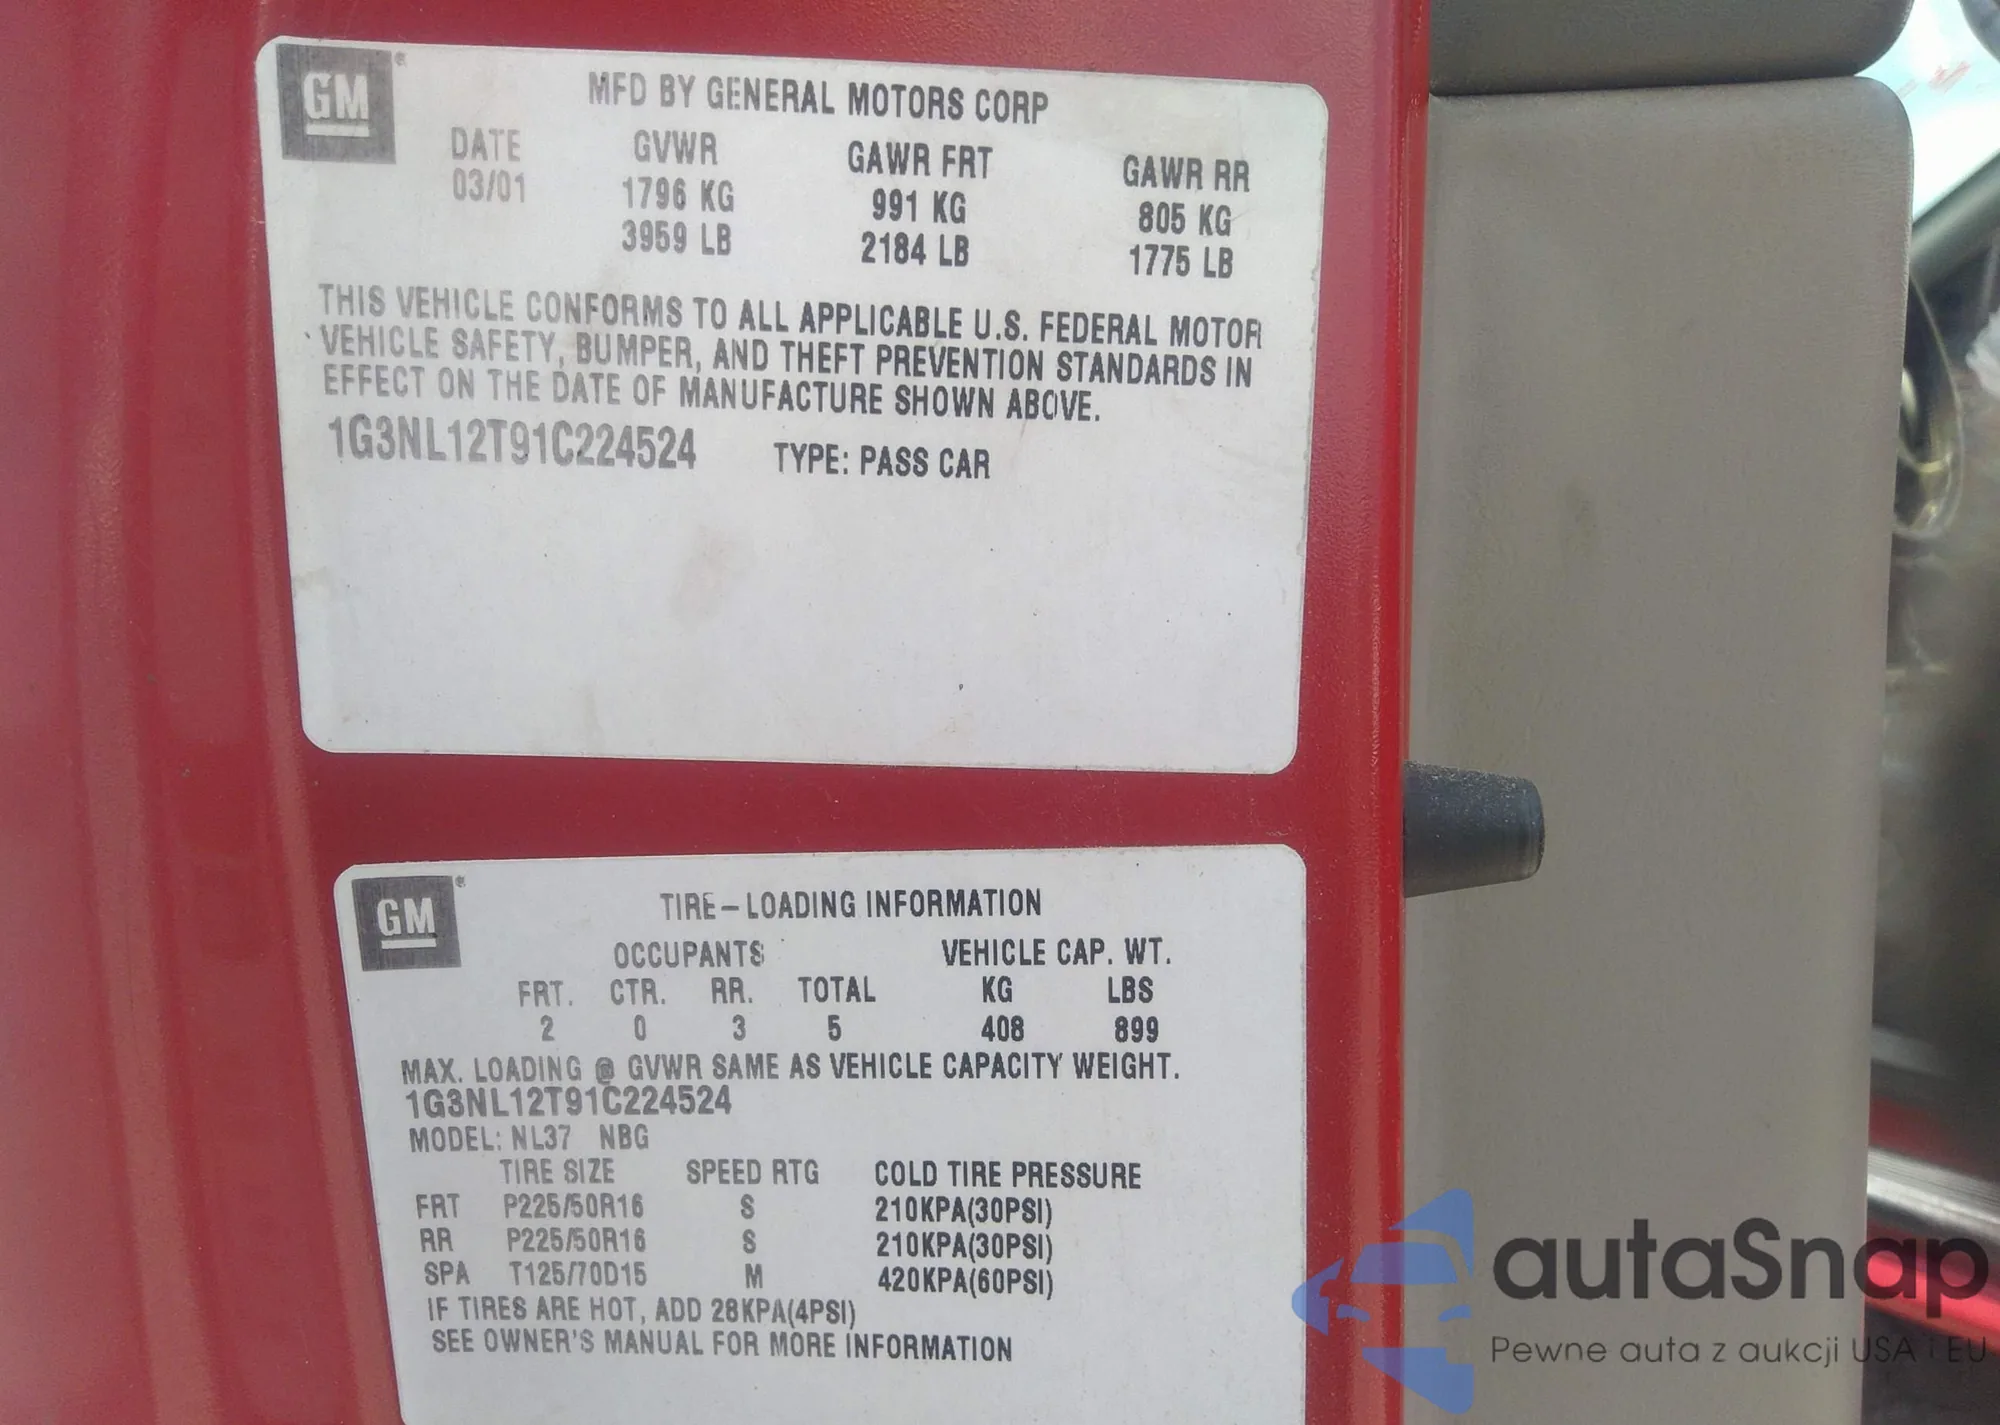 GM
MFD BY GENERAL MOTORS CORP
DATE GVWR GAWR FRT GAWR RR
03/01 1796 KG 991 KG 805 KG
3959 LB 2184 LB 1775 LB
THIS VEHICLE CONFORMS TO ALL APPLICABLE U.S. FEDERAL MOTOR
VEHICLE SAFETY, BUMPER, AND THEFT PREVENTION STANDARDS IN
EFFECT ON THE DATE OF MANUFACTURE SHOWN ABOVE.
1G3NL12T91C224524 TYPE: PASS CAR
GM
TIRE-LOADING INFORMATION
OCCUPANTS VEHICLE CAP. WT.
FRT. CTR. RR. TOTAL KG LBS
2 0 3 5 408 899
MAX. LOADING @ GVWR SAME AS VEHICLE CAPACITY WEIGHT.
1G3NL12T91C224524
MODEL: NL37 NBG
TIRE SIZE SPEED RTG COLD TIRE PRESSURE
FRT P225/50R16 S 210KPA(30PSI)
RR P225/50R16 S 210KPA(30PSI)
SPA T125/70D15 M 420KPA(60PSI)
IF TIRES ARE HOT, ADD 28KPA(4PSI)
SEE OWNER'S MANUAL FOR MORE INFORMATION
autaSnap
Pewne auta z aukcji USA i EU